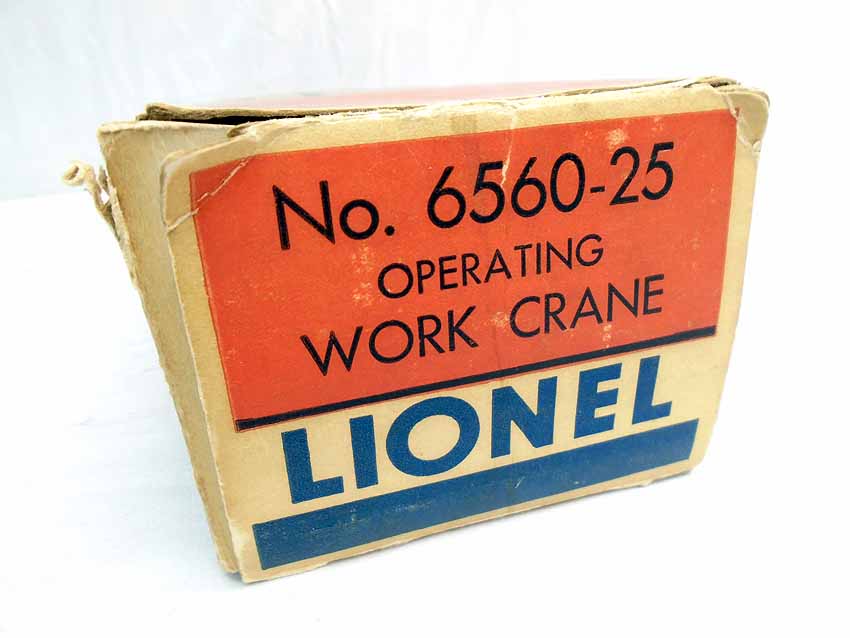 No. 6560-25
OPERATING
WORK CRANE
LIONEL